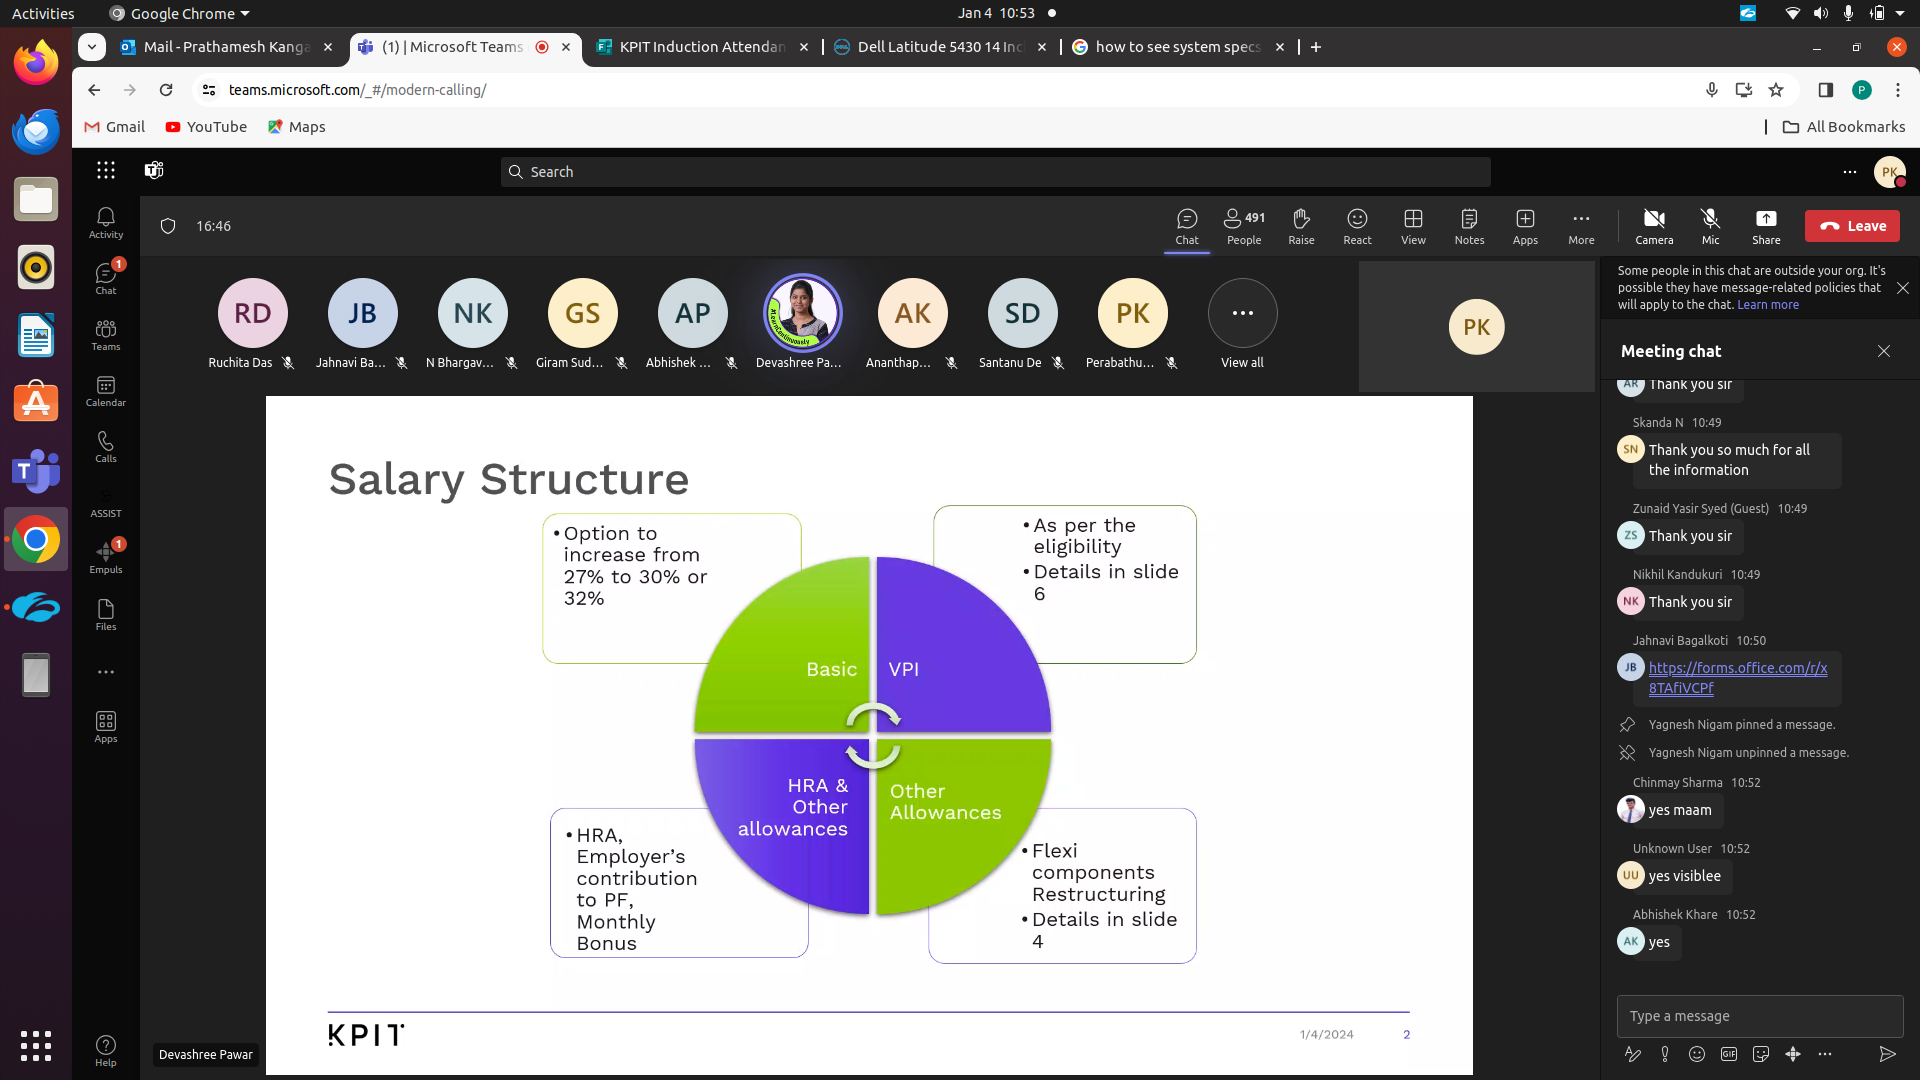 Activities
Google Chrome
Jan 4 10:53
Mail - Prathamesh Kanga
(1) | Microsoft Teams
KPIT Induction Attendan
Dell Latitude 5430 14 Inc
how to see system specs
teams.microsoft.com/_#/modern-calling/
P
Gmail
YouTube
Maps
All Bookmarks
Search
PK
16:46
Chat
491
People
Raise
React
View
Notes
Apps
More
Camera
Mic
Share
Leave
Activity
1
Chat
Teams
Calendar
Calls
ASSIST
1
Empuls
Files
Apps
Help
RD
JB
NK
GS
AP
AK
SD
PK
Ruchita Das
Jahnavi Ba...
N Bhargav...
Giram Sud...
Abhishek ...
Devashree Pa...
Ananthap...
Santanu De
Perabathu...
View all
PK
Salary Structure
• Option to
increase from
27% to 30% or
32%
• As per the
eligibility
• Details in slide
6
Basic
VPI
HRA &
Other
allowances
Other
Allowances
• HRA,
Employer's
contribution
to PF,
Monthly
Bonus
• Flexi
components
Restructuring
• Details in slide
4
KPIT
1/4/2024
2
Devashree Pawar
Some people in this chat are outside your org. It's
possible they have message-related policies that
will apply to the chat. Learn more
Meeting chat
AR
Thank you sir
Skanda N 10:49
SN
Thank you so much for all
the information
Zunaid Yasir Syed (Guest) 10:49
ZS
Thank you sir
Nikhil Kandukuri 10:49
NK
Thank you sir
Jahnavi Bagalkoti 10:50
JB
https://forms.office.com/r/x
8TAfiVCPf
Yagnesh Nigam pinned a message.
Yagnesh Nigam unpinned a message.
Chinmay Sharma 10:52
yes maam
Unknown User 10:52
UU
yes visiblee
Abhishek Khare 10:52
AK
yes
Type a message
GIF